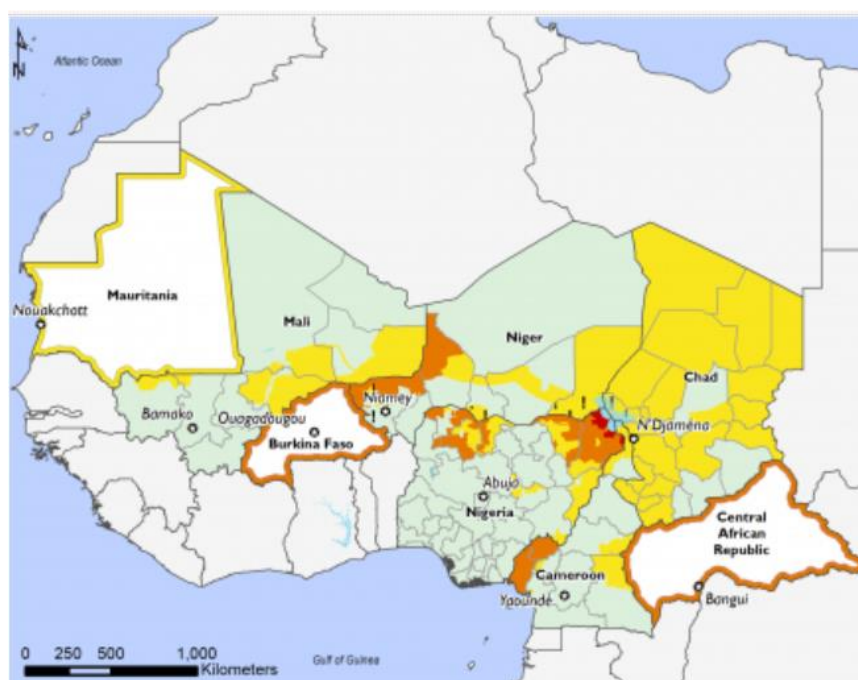 Atlantic Ocean
N
Mauritania
Nouakchott
Mali
Niger
Chad
Niamey
Bamako
Ouagadougou
Burkina Faso
N'Djamena
Abuja
Nigeria
Central
African
Republic
Cameroon
Yaoundé
Bangui
0 250 500 1,000
Kilometers
Gulf of Guinea
! ! ! ! ! !